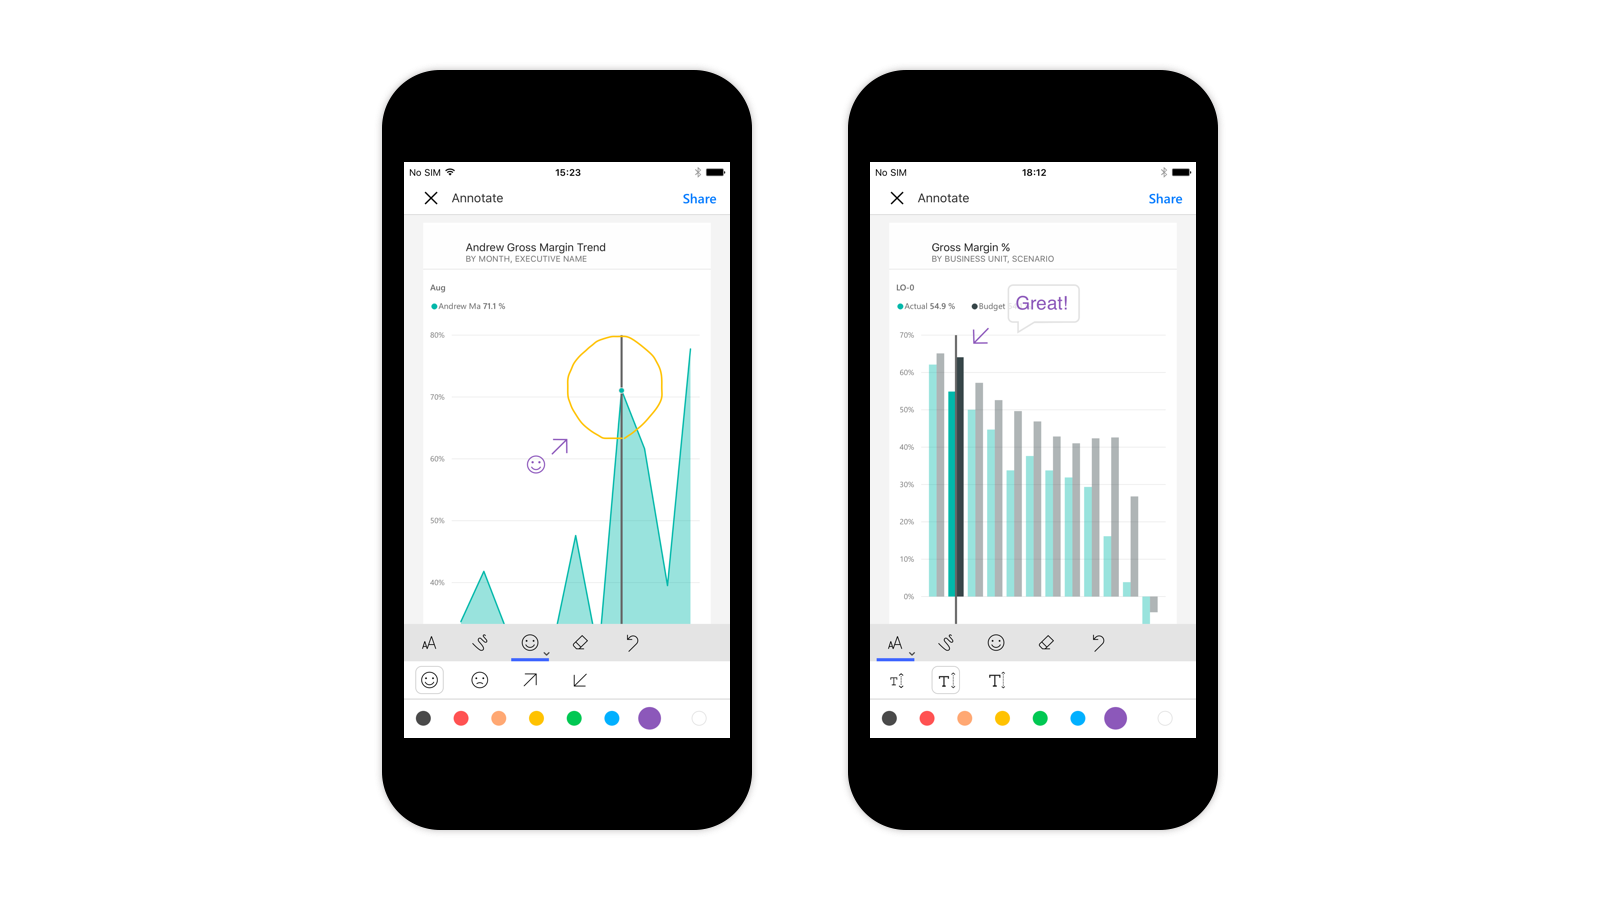 No SIM 15:23
Annotate Share
Andrew Gross Margin Trend
BY MONTH, EXECUTIVE NAME
Aug
Andrew Ma 71.1 %
80%
70%
60%
50%
40%
AA
No SIM 18:12
Annotate Share
Gross Margin %
BY BUSINESS UNIT, SCENARIO
LO-0
Actual 54.9 % Budget
Great!
70%
60%
50%
40%
30%
20%
10%
0%
AA
T T T